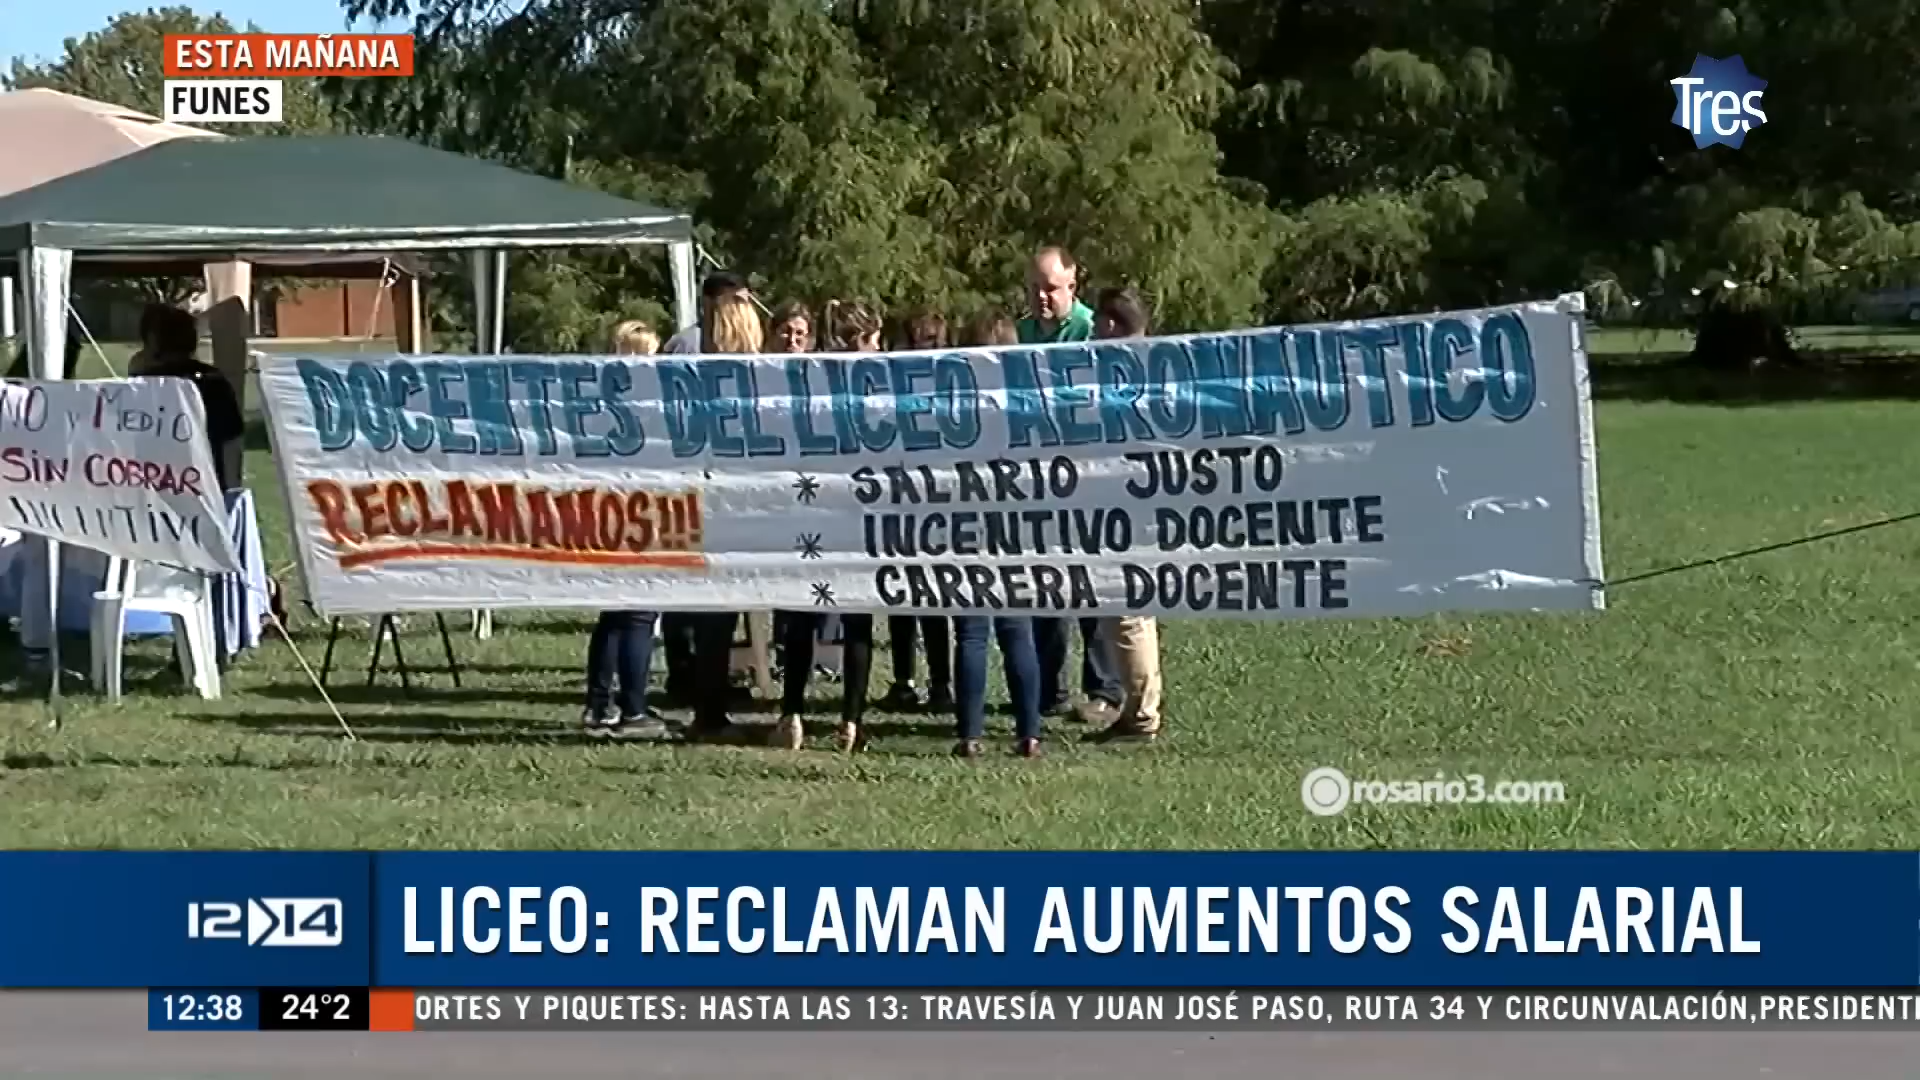 ESTA MAÑANA
FUNES
Tres
NO Y MEDIO
SIN COBRAR
DOCENTES DEL LICEO AERONAUTICO
RECLAMAMOS!!!
* SALARIO JUSTO
* INCENTIVO DOCENTE
* CARRERA DOCENTE
rosario3.com
12 14
LICEO: RECLAMAN AUMENTOS SALARIAL
12:38 24°2 ORTES Y PIQUETES: HASTA LAS 13: TRAVESÍA Y JUAN JOSÉ PASO, RUTA 34 Y CIRCUNVALACIÓN,PRESIDENT